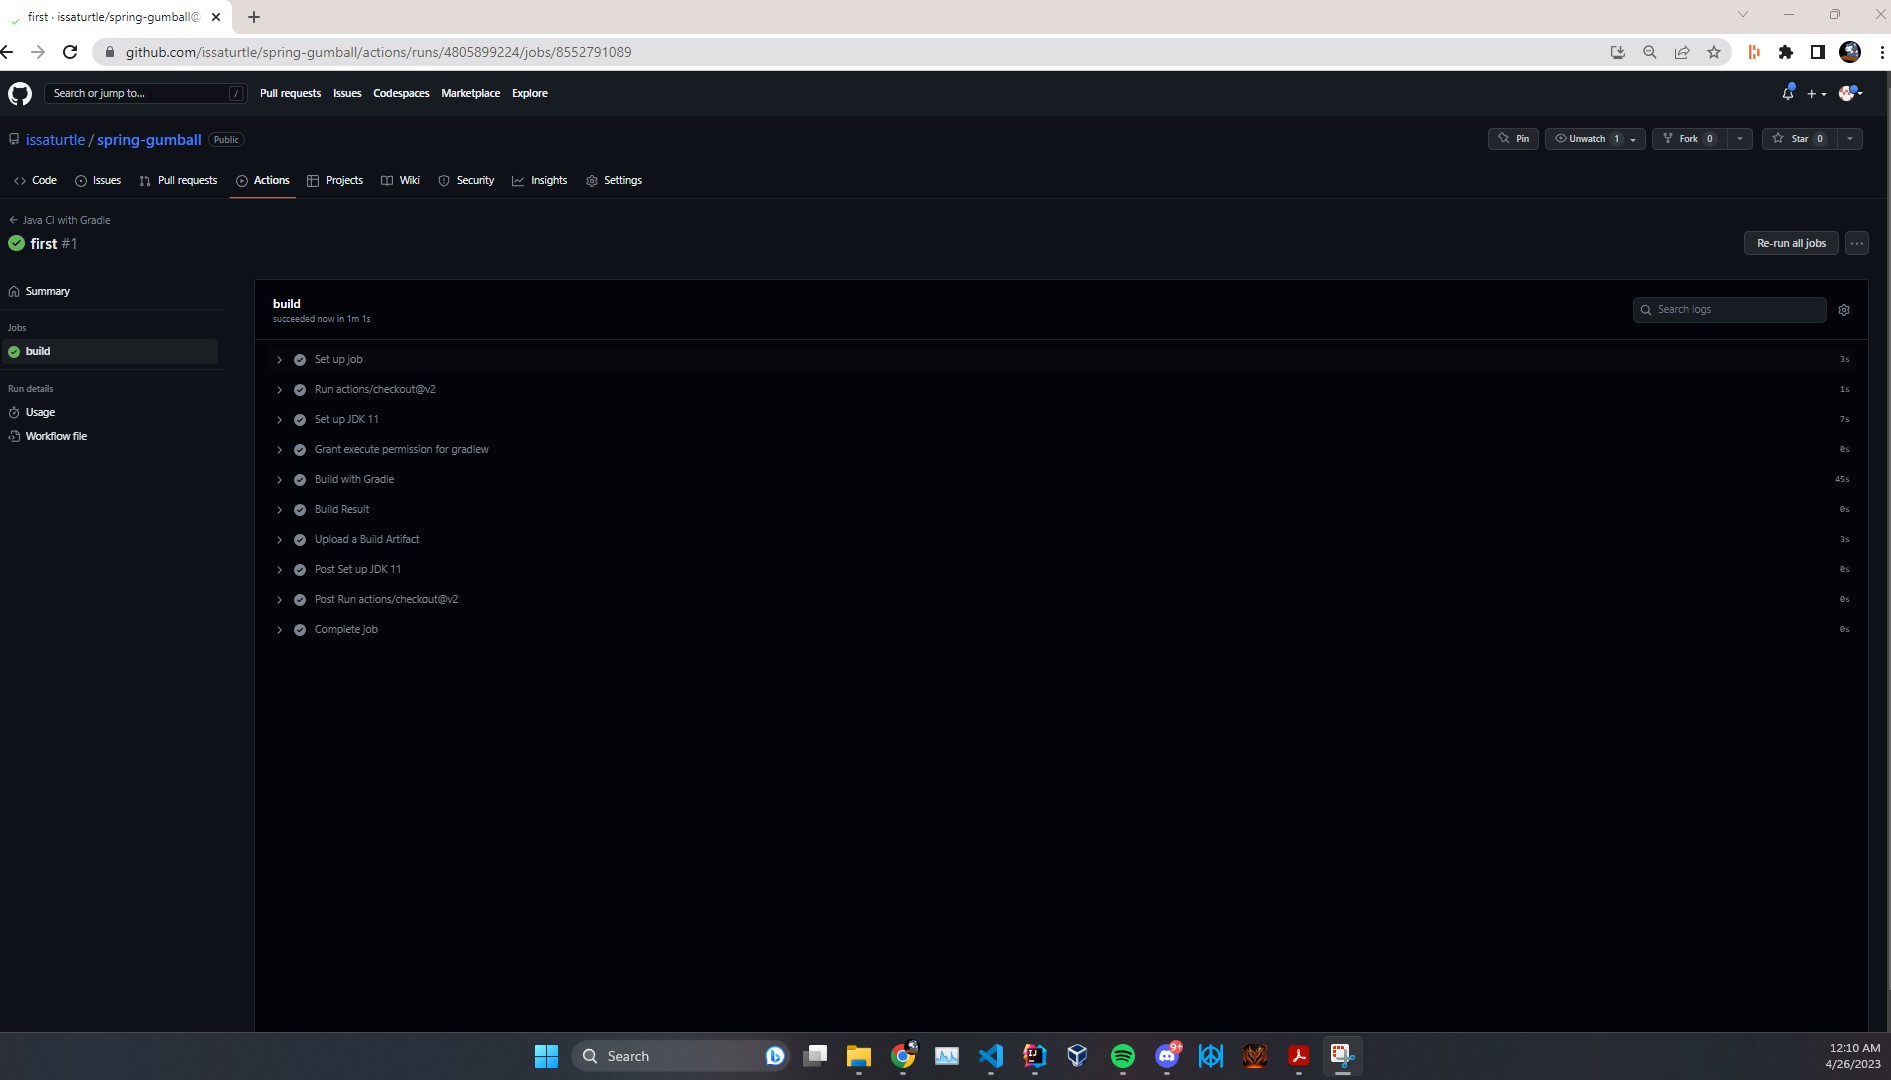 first · issaturtle/spring-gumball@
github.com/issaturtle/spring-gumball/actions/runs/4805899224/jobs/8552791089
Search or jump to... /
Pull requests Issues Codespaces Marketplace Explore
issaturtle / spring-gumball Public
Pin Unwatch 1 Fork 0 Star 0
Code Issues Pull requests Actions Projects Wiki Security Insights Settings
Java CI with Gradle
first #1
Re-run all jobs
Summary
Jobs
build
Run details
Usage
Workflow file
build
succeeded now in 1m 1s
Search logs
Set up job 3s
Run actions/checkout@v2 1s
Set up JDK 11 7s
Grant execute permission for gradlew 0s
Build with Gradle 45s
Build Result 0s
Upload a Build Artifact 3s
Post Set up JDK 11 0s
Post Run actions/checkout@v2 0s
Complete job 0s
Search
9+
12:10 AM
4/26/2023